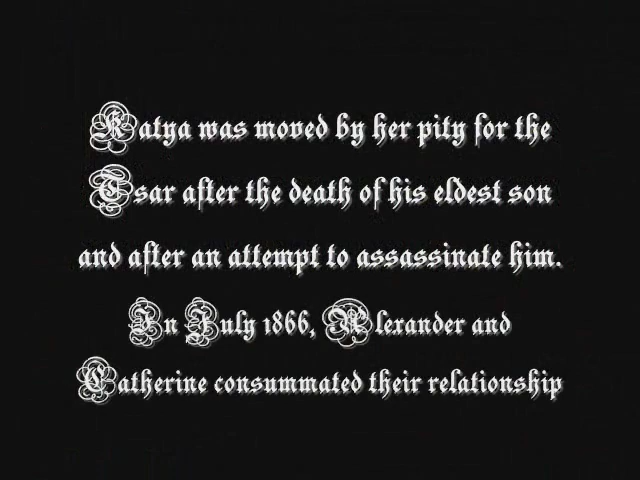 Katya was moved by her pity for the
Tsar after the death of his eldest son
and after an attempt to assassinate him.
In July 1866, Alexander and
Catherine consummated their relationship